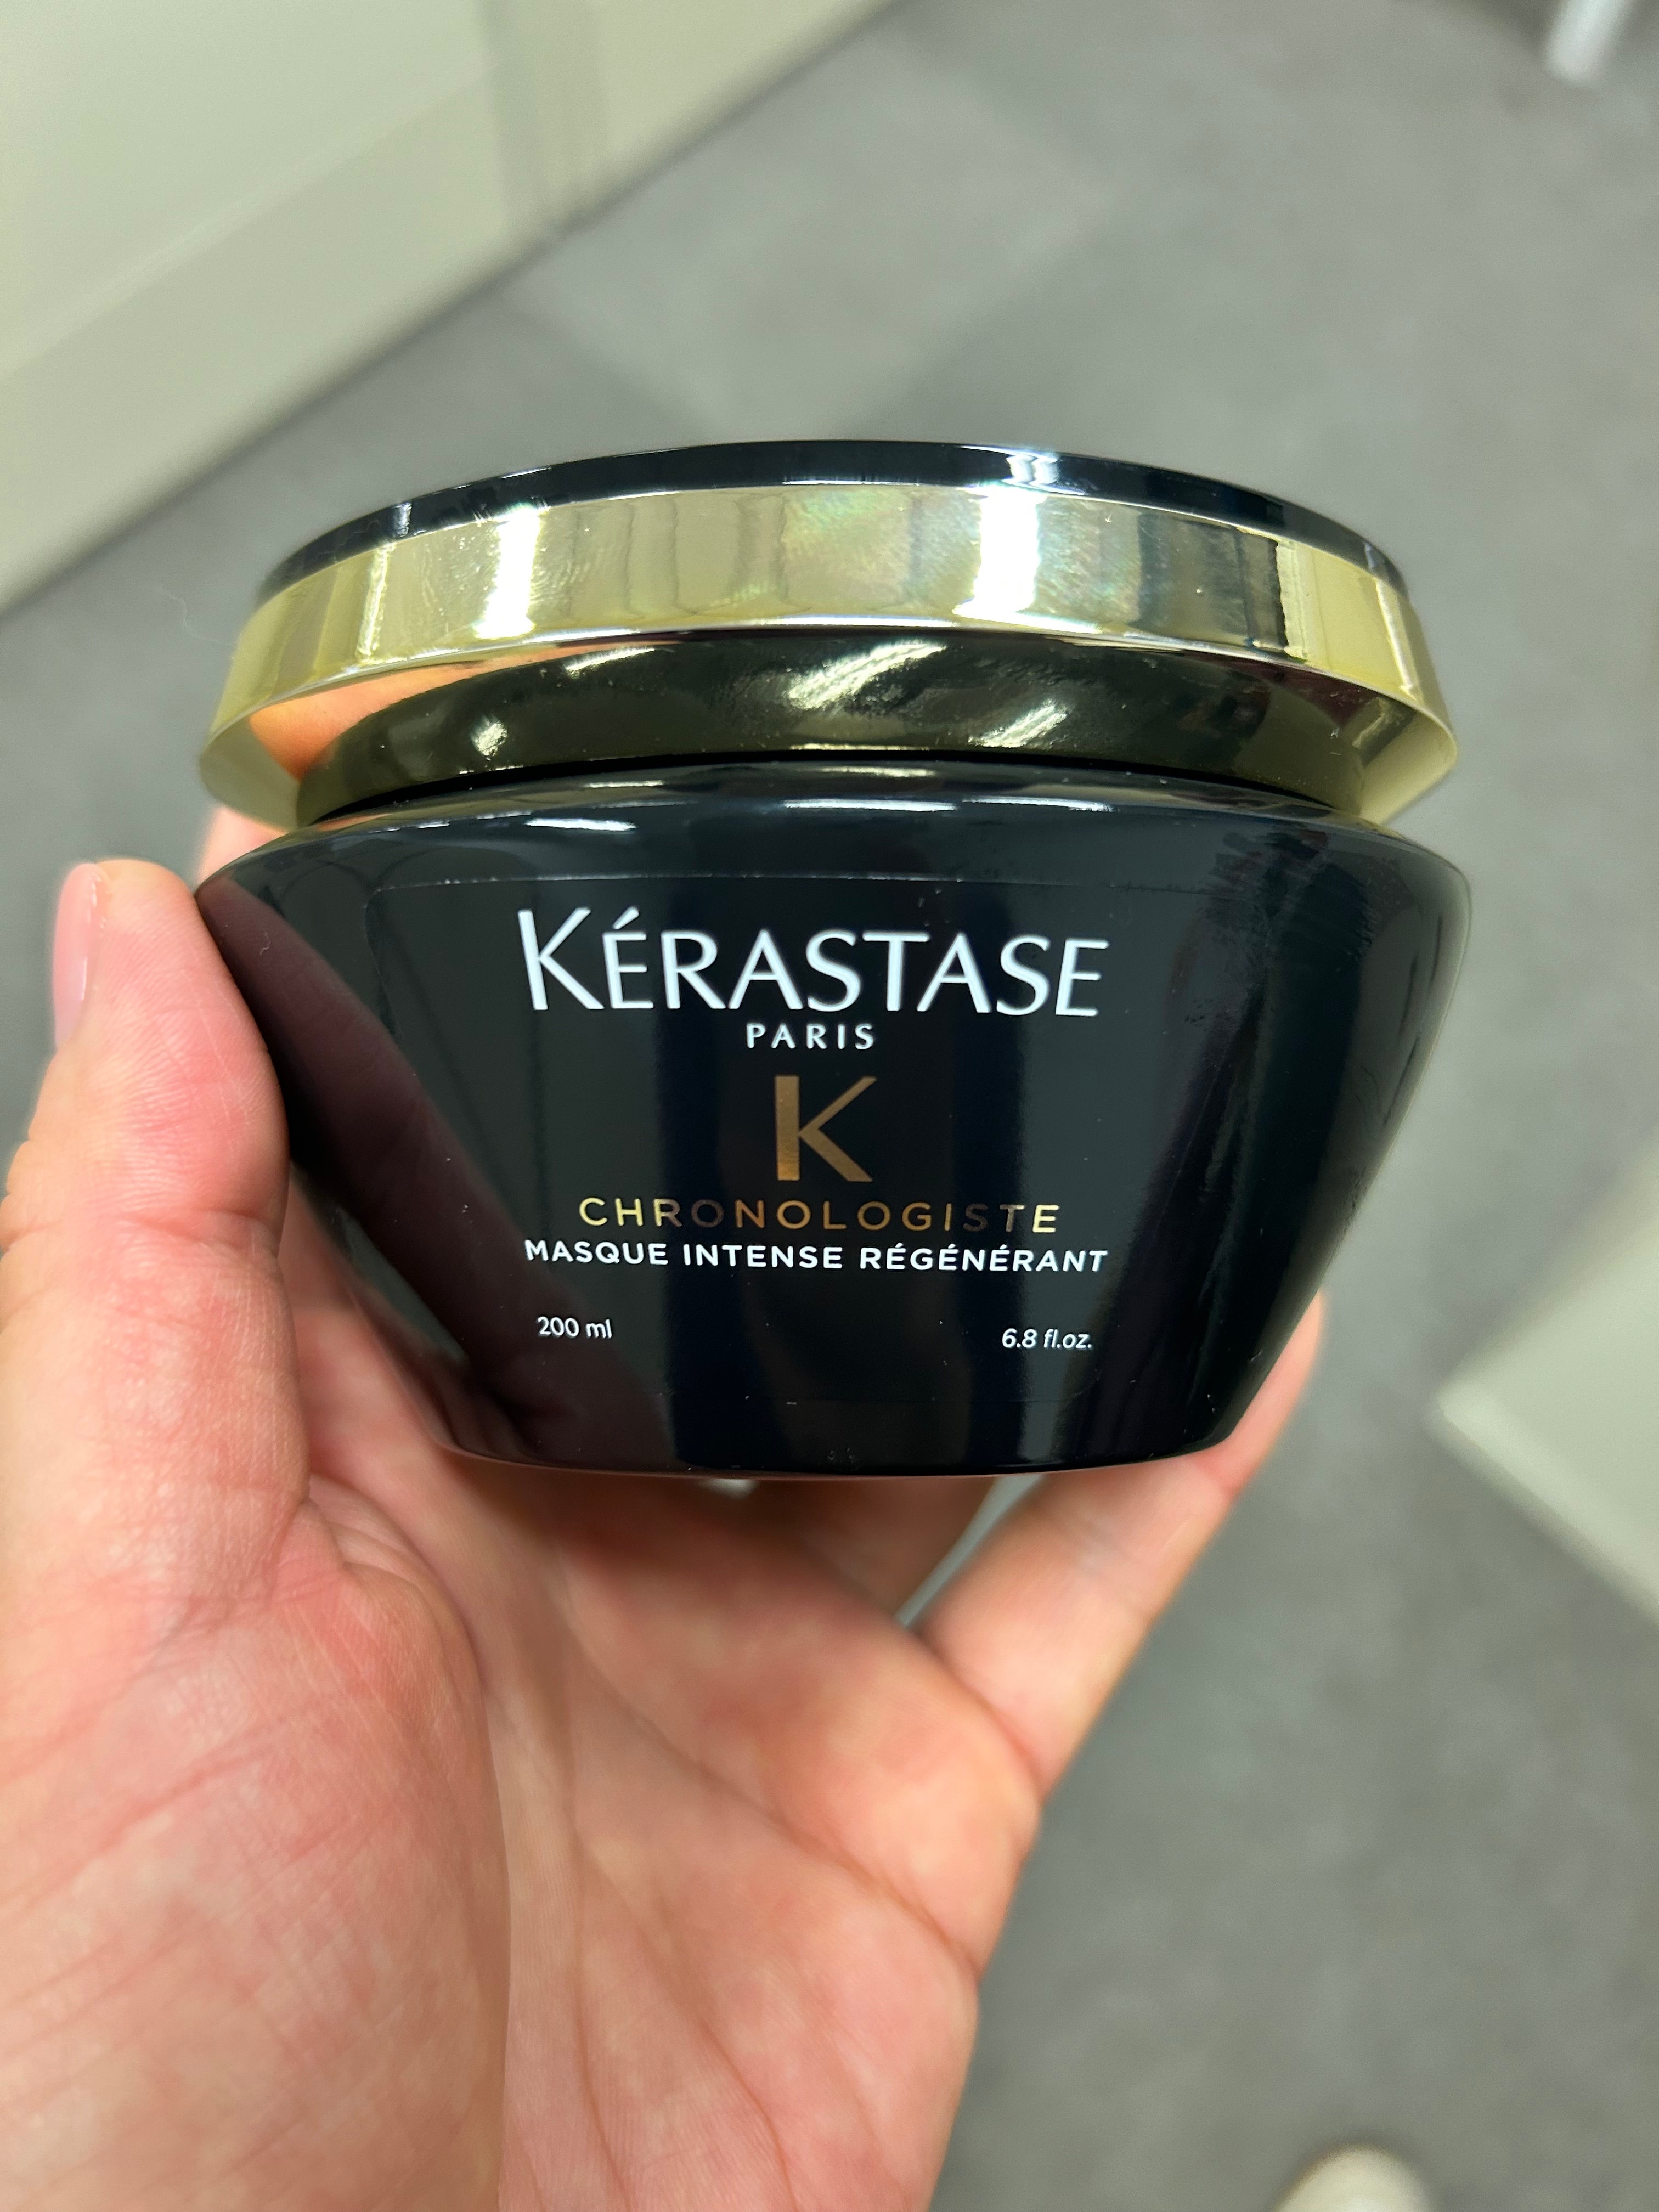 KÉRASTASE
PARIS
K
CHRONOLOGISTE
MASQUE INTENSE RÉGÉNÉRANT
200 ml 6.8 fl.oz.